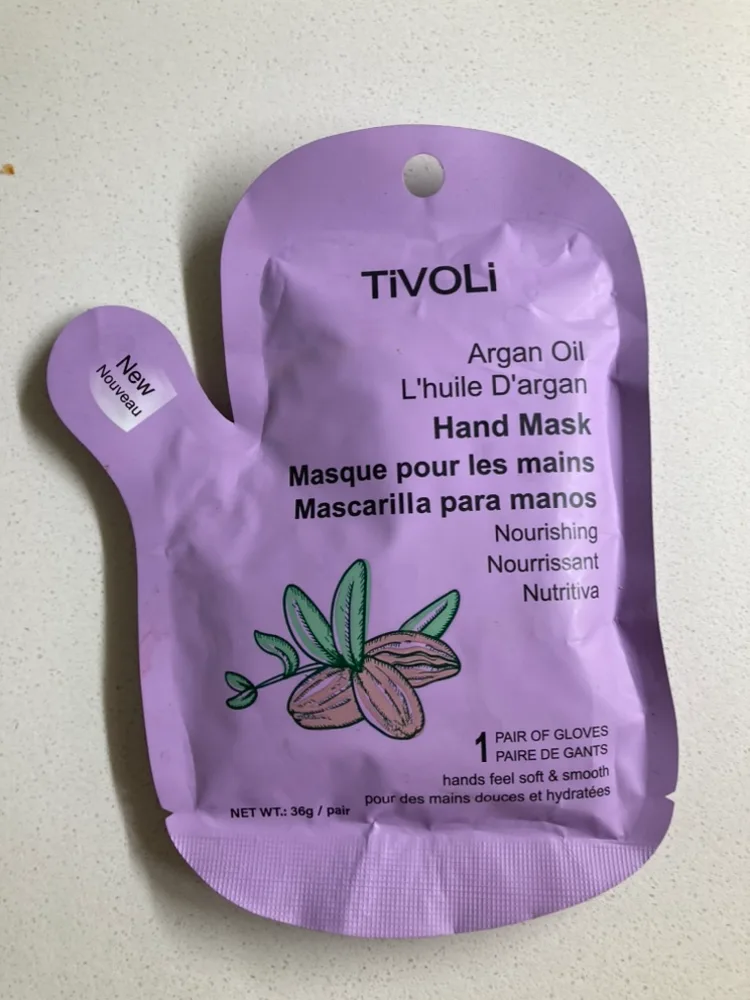 TiVOLi
New
Nouveau
Argan Oil
L'huile D'argan
Hand Mask
Masque pour les mains
Mascarilla para manos
Nourishing
Nourrissant
Nutritiva
1 PAIR OF GLOVES
PAIRE DE GANTS
hands feel soft & smooth
pour des mains douces et hydratées
NET WT.: 36g / pair